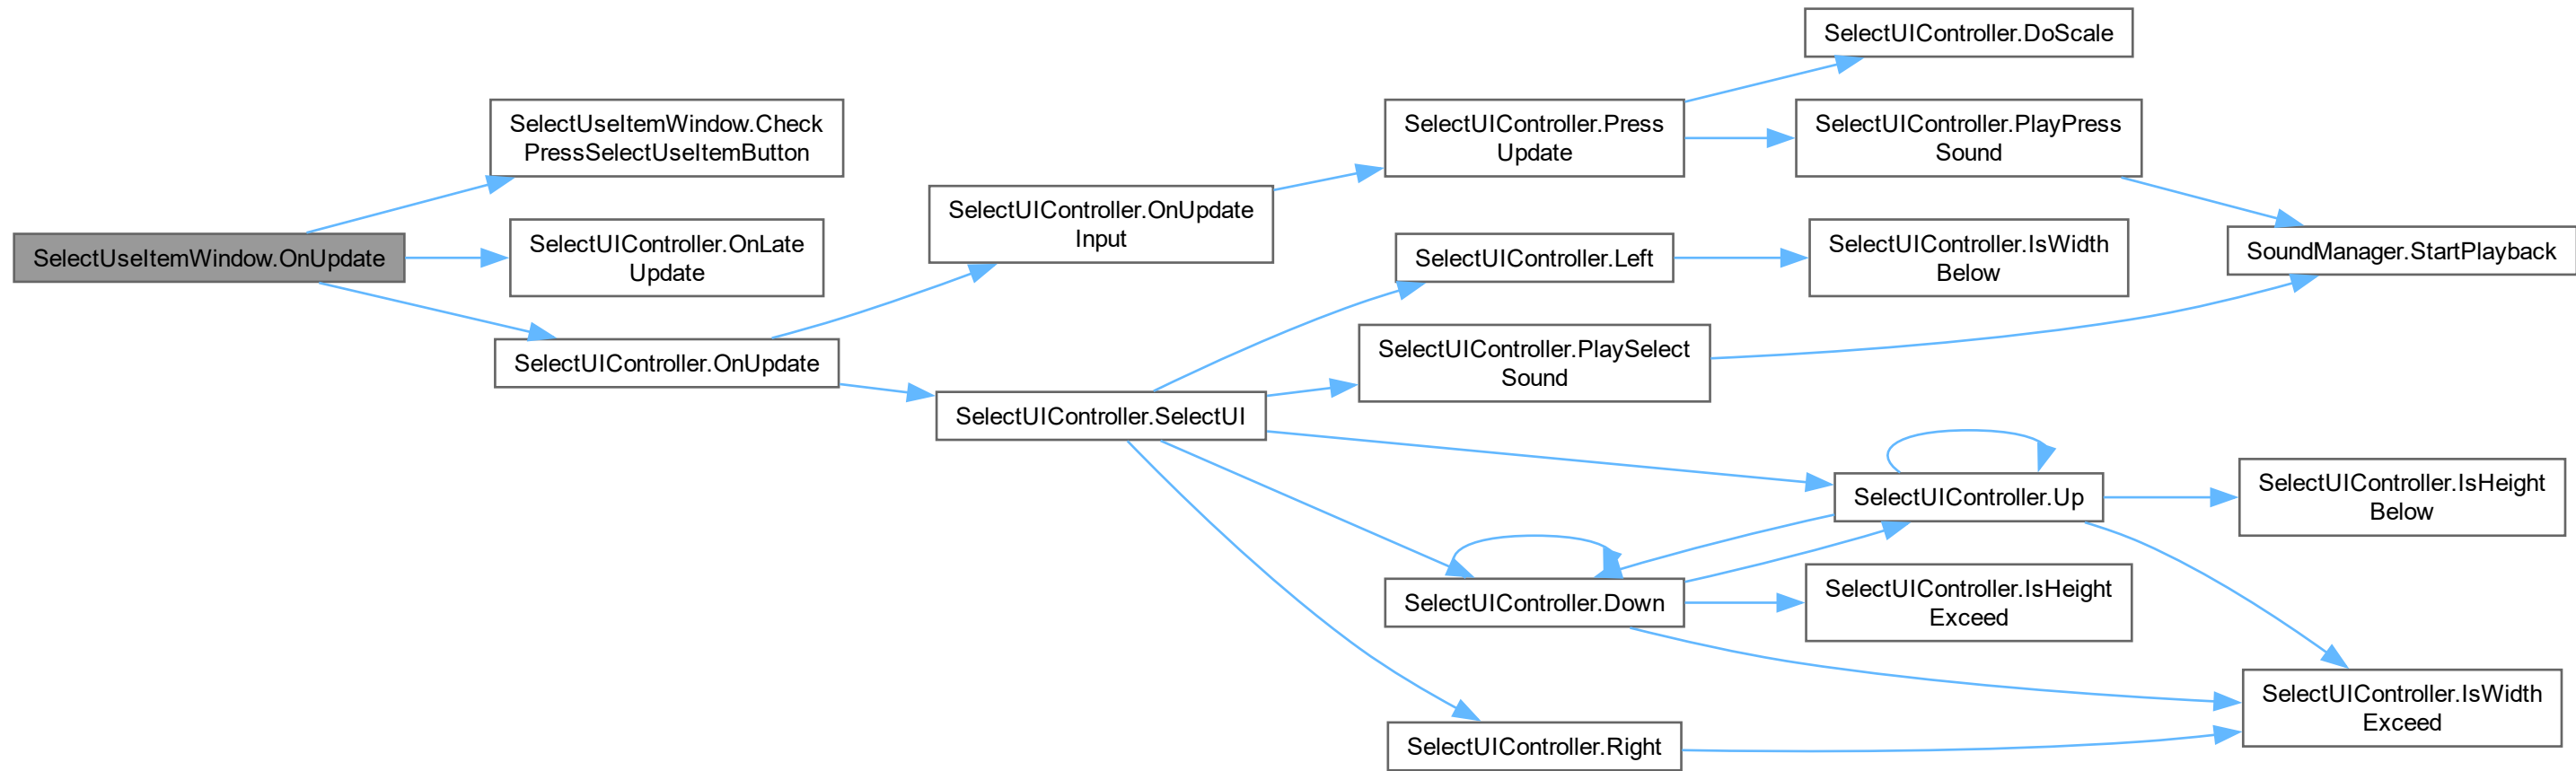 SelectUseItemWindow.OnUpdate
SelectUseItemWindow.Check
PressSelectUseItemButton
SelectUIController.OnLate
Update
SelectUIController.OnUpdate
SelectUIController.OnUpdate
Input
SelectUIController.SelectUI
SelectUIController.Press
Update
SelectUIController.Left
SelectUIController.PlaySelect
Sound
SelectUIController.Down
SelectUIController.Right
SelectUIController.DoScale
SelectUIController.PlayPress
Sound
SelectUIController.IsWidth
Below
SelectUIController.Up
SelectUIController.IsHeight
Exceed
SoundManager.StartPlayback
SelectUIController.IsHeight
Below
SelectUIController.IsWidth
Exceed